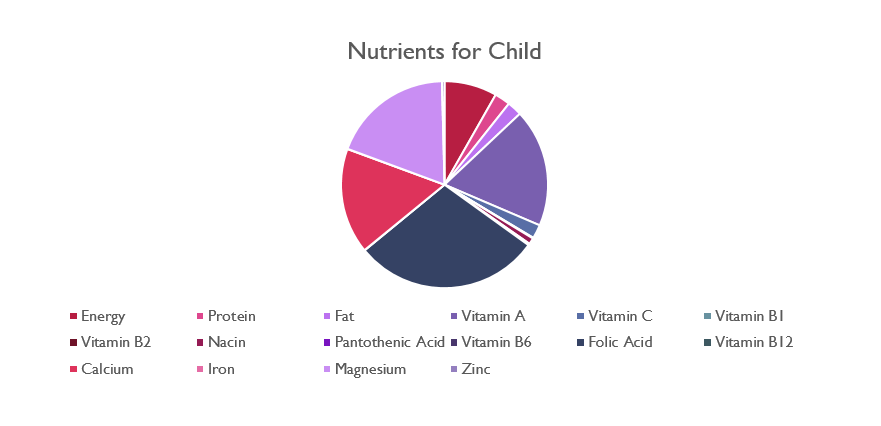 Nutrients for Child
Energy Protein Fat Vitamin A Vitamin C Vitamin B1
Vitamin B2 Nacin Pantothenic Acid Vitamin B6 Folic Acid Vitamin B12
Calcium Iron Magnesium Zinc